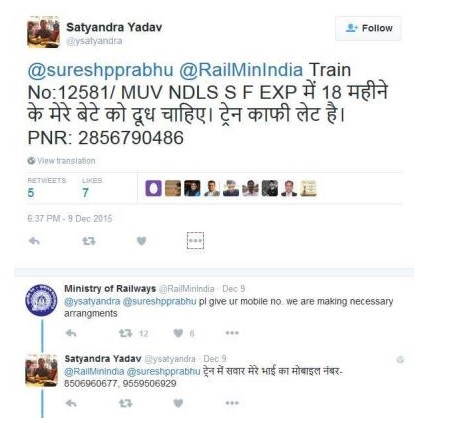 Satyandra Yadav
@ysatyandra
Follow
@sureshpprabhu @RailMinIndia Train
No:12581/ MUV NDLS S F EXP में 18 महीने
के मेरे बेटे को दूध चाहिए। ट्रेन काफी लेट है।
PNR: 2856790486
View translation
RETWEETS LIKES
5 7
6:37 PM - 9 Dec 2015
Ministry of Railways @RailMinIndia · Dec 9
@ysatyandra @sureshpprabhu pl give ur mobile no. we are making necessary
arrangments
12 6
Satyandra Yadav @ysatyandra · Dec 9
@RailMinIndia @sureshpprabhu ट्रेन में सवार मेरे भाई का मोबाइल नंबर-
8506960677, 9559506929